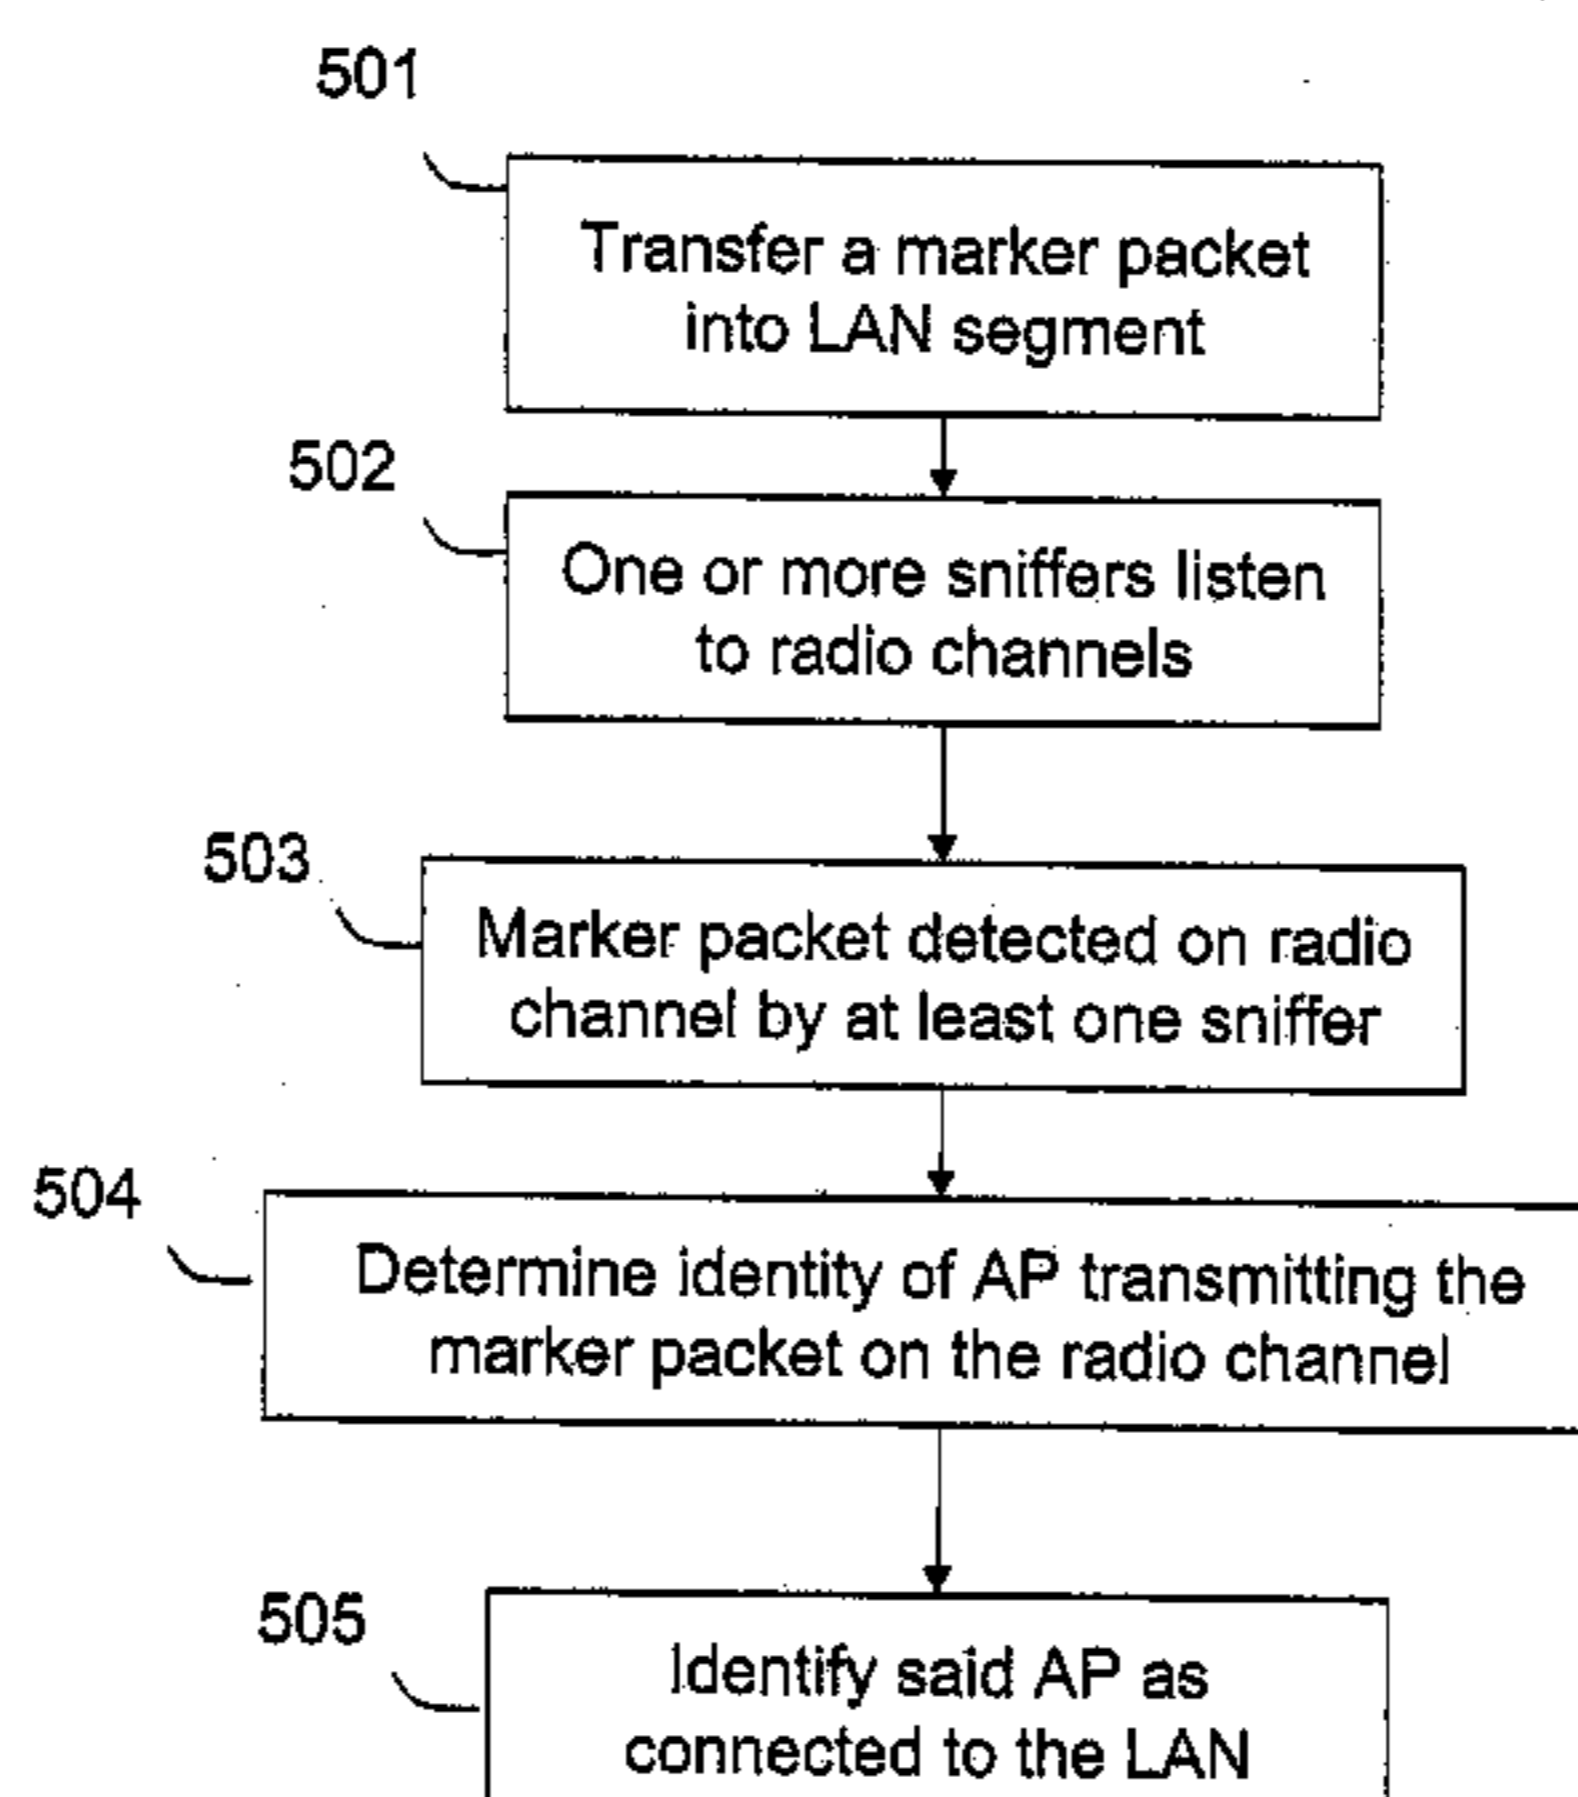 501
Transfer a marker packet
into LAN segment
502
One or more sniffers listen
to radio channels
503
Marker packet detected on radio
channel by at least one sniffer
504
Determine identity of AP transmitting the
marker packet on the radio channel
505
Identify said AP as
connected to the LAN